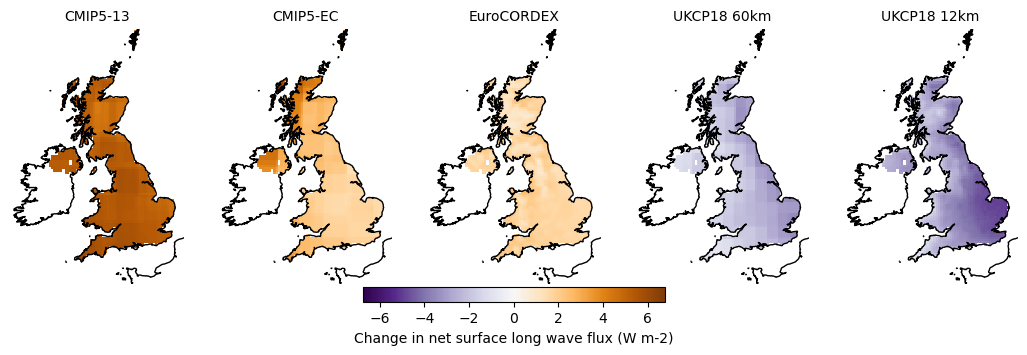 CMIP5-13 CMIP5-EC EuroCORDEX UKCP18 60km UKCP18 12km
−6 −4 −2 0 2 4 6
Change in net surface long wave flux (W m-2)